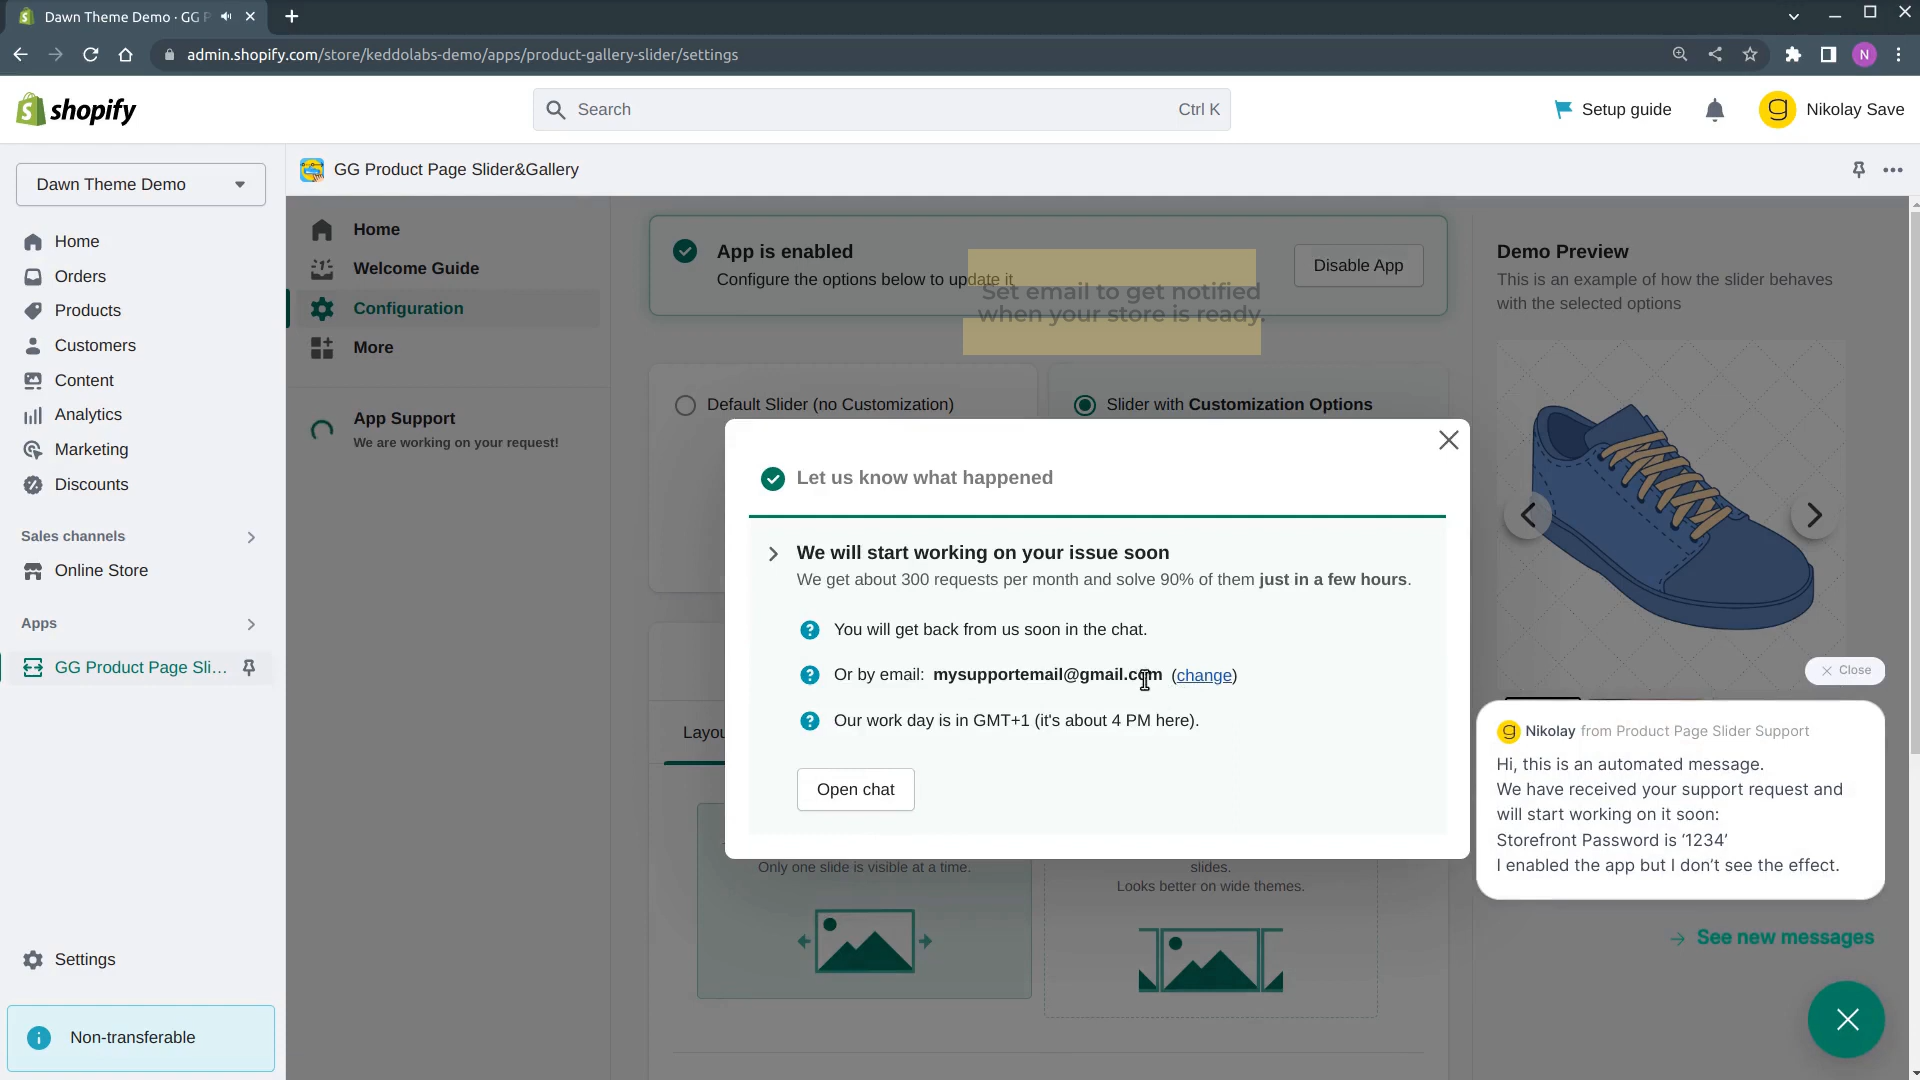 Dawn Theme Demo · GG P
admin.shopify.com/store/keddolabs-demo/apps/product-gallery-slider/settings
N
shopify
Search
Ctrl K
Setup guide
Nikolay Save
Dawn Theme Demo
Home
Orders
Products
Customers
Content
Analytics
Marketing
Discounts
Sales channels
Online Store
Apps
GG Product Page Sli...
Settings
Non-transferable
GG Product Page Slider&Gallery
Home
Welcome Guide
Configuration
More
App Support
We are working on your request!
App is enabled
Configure the options below to update it
Disable App
Set email to get notified
when your store is ready.
Default Slider (no Customization)
Slider with Customization Options
Demo Preview
This is an example of how the slider behaves
with the selected options
Let us know what happened
We will start working on your issue soon
We get about 300 requests per month and solve 90% of them just in a few hours.
You will get back from us soon in the chat.
Or by email: mysupportemail@gmail.com (change)
Our work day is in GMT+1 (it's about 4 PM here).
Open chat
Only one slide is visible at a time.
slides.
Looks better on wide themes.
Close
Nikolay from Product Page Slider Support
Hi, this is an automated message.
We have received your support request and
will start working on it soon:
Storefront Password is ‘1234’
I enabled the app but I don’t see the effect.
See new messages